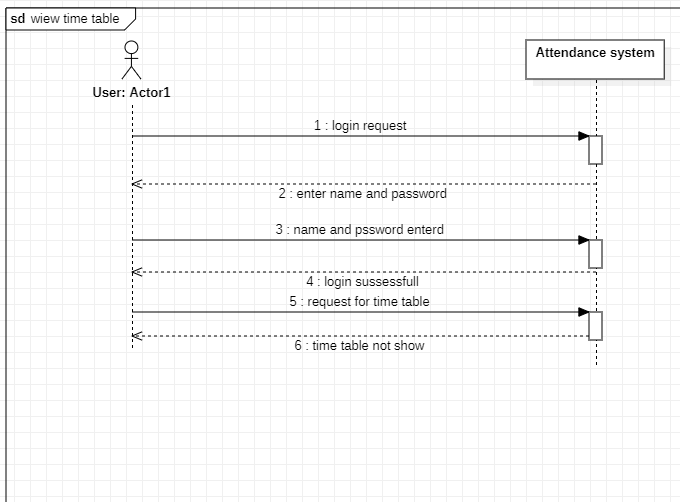 sd wiew time table
Attendance system
User: Actor1
1 : login request
2 : enter name and password
3 : name and pssword enterd
4 : login sussessfull
5 : request for time table
6 : time table not show